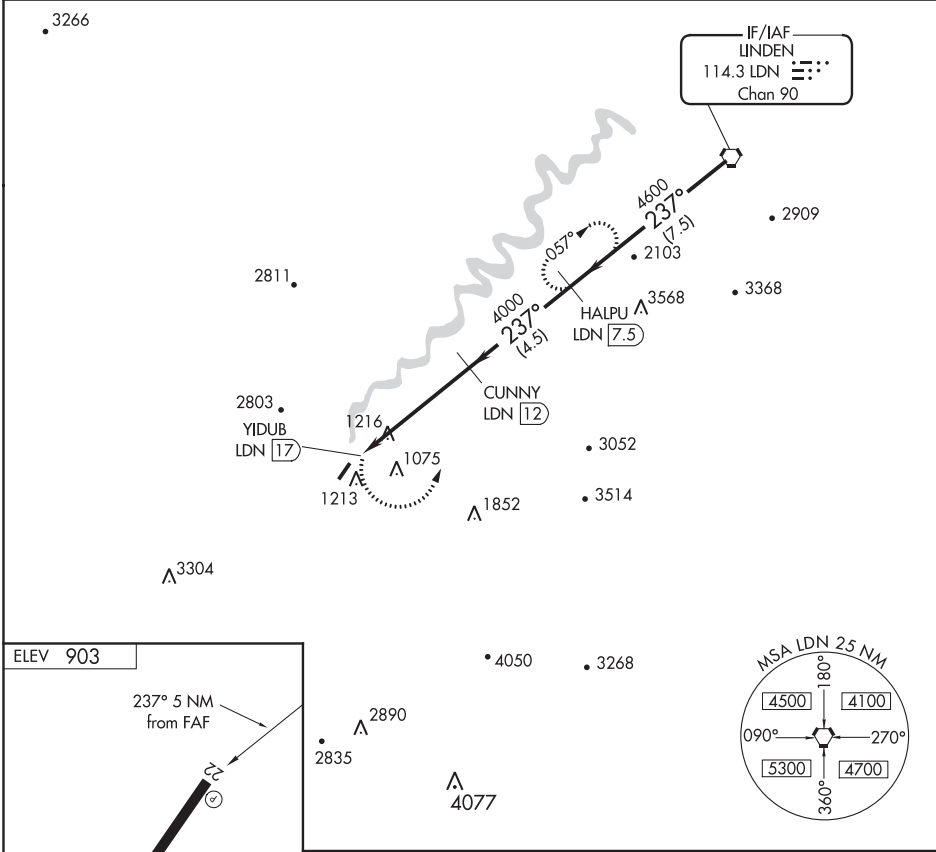 3266
IF/IAF
LINDEN
114.3 LDN
Chan 90
4600
237°
(7.5)
2909
057°
2103
2811
3568
3368
HALPU
LDN 7.5
4000
237°
(4.5)
CUNNY
LDN 12
2803
YIDUB
LDN 17
1216
1075
3052
1213
1852
3514
3304
ELEV 903
4050
3268
237° 5 NM
from FAF
22
P
2890
2835
4077
MSA LDN 25 NM
180°
4500
4100
090°
270°
5300
4700
360°